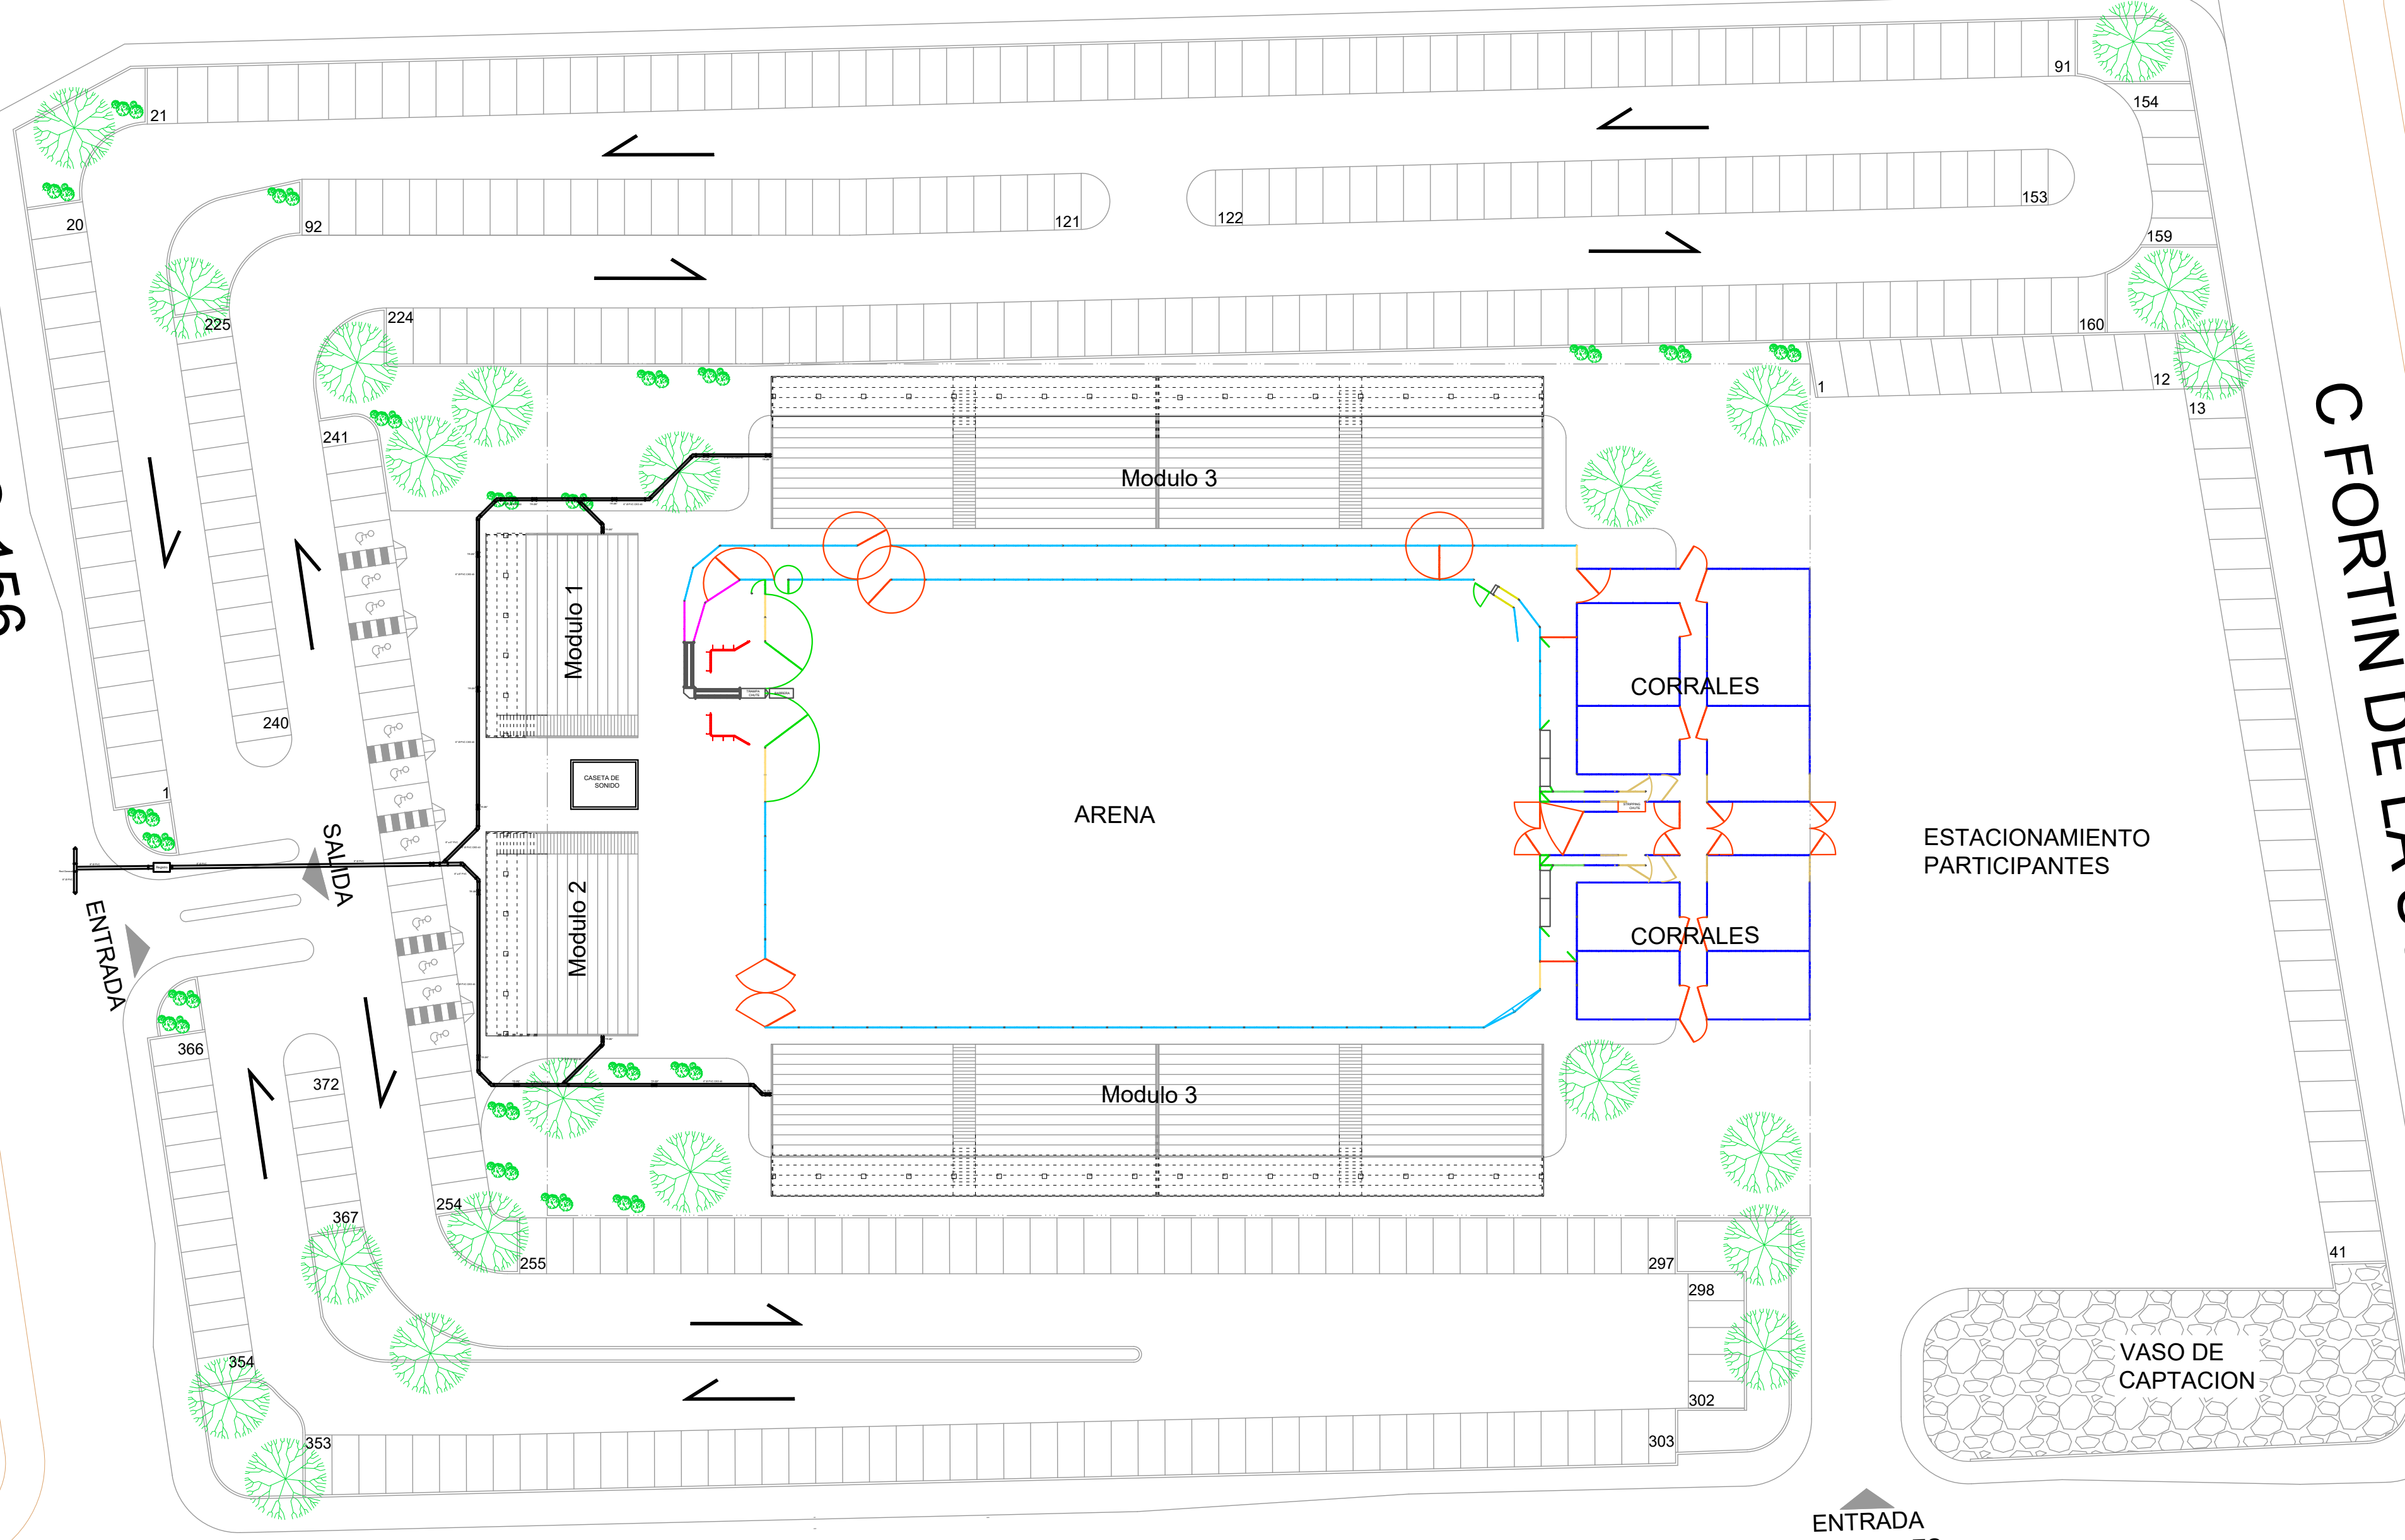 91
21
154
20
92
121
122
153
159
225
224
160
1
12
13
241
Modulo 3
C FORTIN DE LA
Modulo 1
CORRALES
240
1
CASETA DE
SONIDO
ARENA
ESTACIONAMIENTO
PARTICIPANTES
SALIDA
ENTRADA
Modulo 2
CORRALES
366
372
Modulo 3
367
254
255
297
41
298
354
302
VASO DE
CAPTACION
353
303
ENTRADA